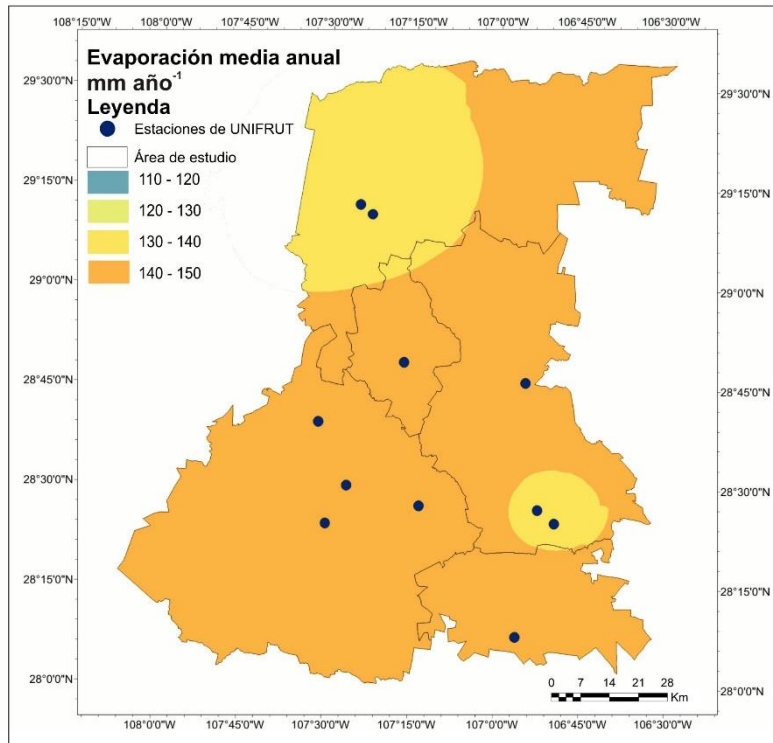 108°15'0"W 108°0'0"W 107°45'0"W 107°30'0"W 107°15'0"W 107°0'0"W 106°45'0"W 106°30'0"W
Evaporación media anual
mm año-1
Leyenda
Estaciones de UNIFRUT
Área de estudio
110 - 120
120 - 130
130 - 140
140 - 150
29°30'0"N
29°15'0"N
29°0'0"N
28°45'0"N
28°30'0"N
28°15'0"N
28°0'0"N
29°30'0"N
29°15'0"N
29°0'0"N
28°45'0"N
28°30'0"N
28°15'0"N
28°0'0"N
0 7 14 21 28
Km
108°15'0"W 108°0'0"W 107°45'0"W 107°30'0"W 107°15'0"W 107°0'0"W 106°45'0"W 106°30'0"W